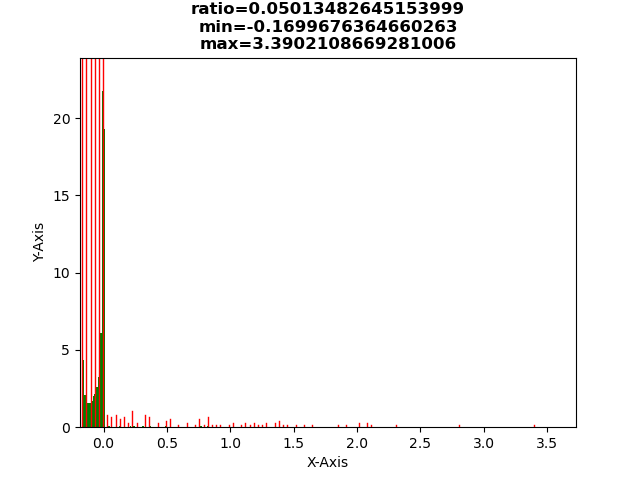 ratio=0.05013482645153999
min=-0.1699676364660263
max=3.3902108669281006
20
15
10
5
0
Y-Axis
0.0 0.5 1.0 1.5 2.0 2.5 3.0 3.5
X-Axis